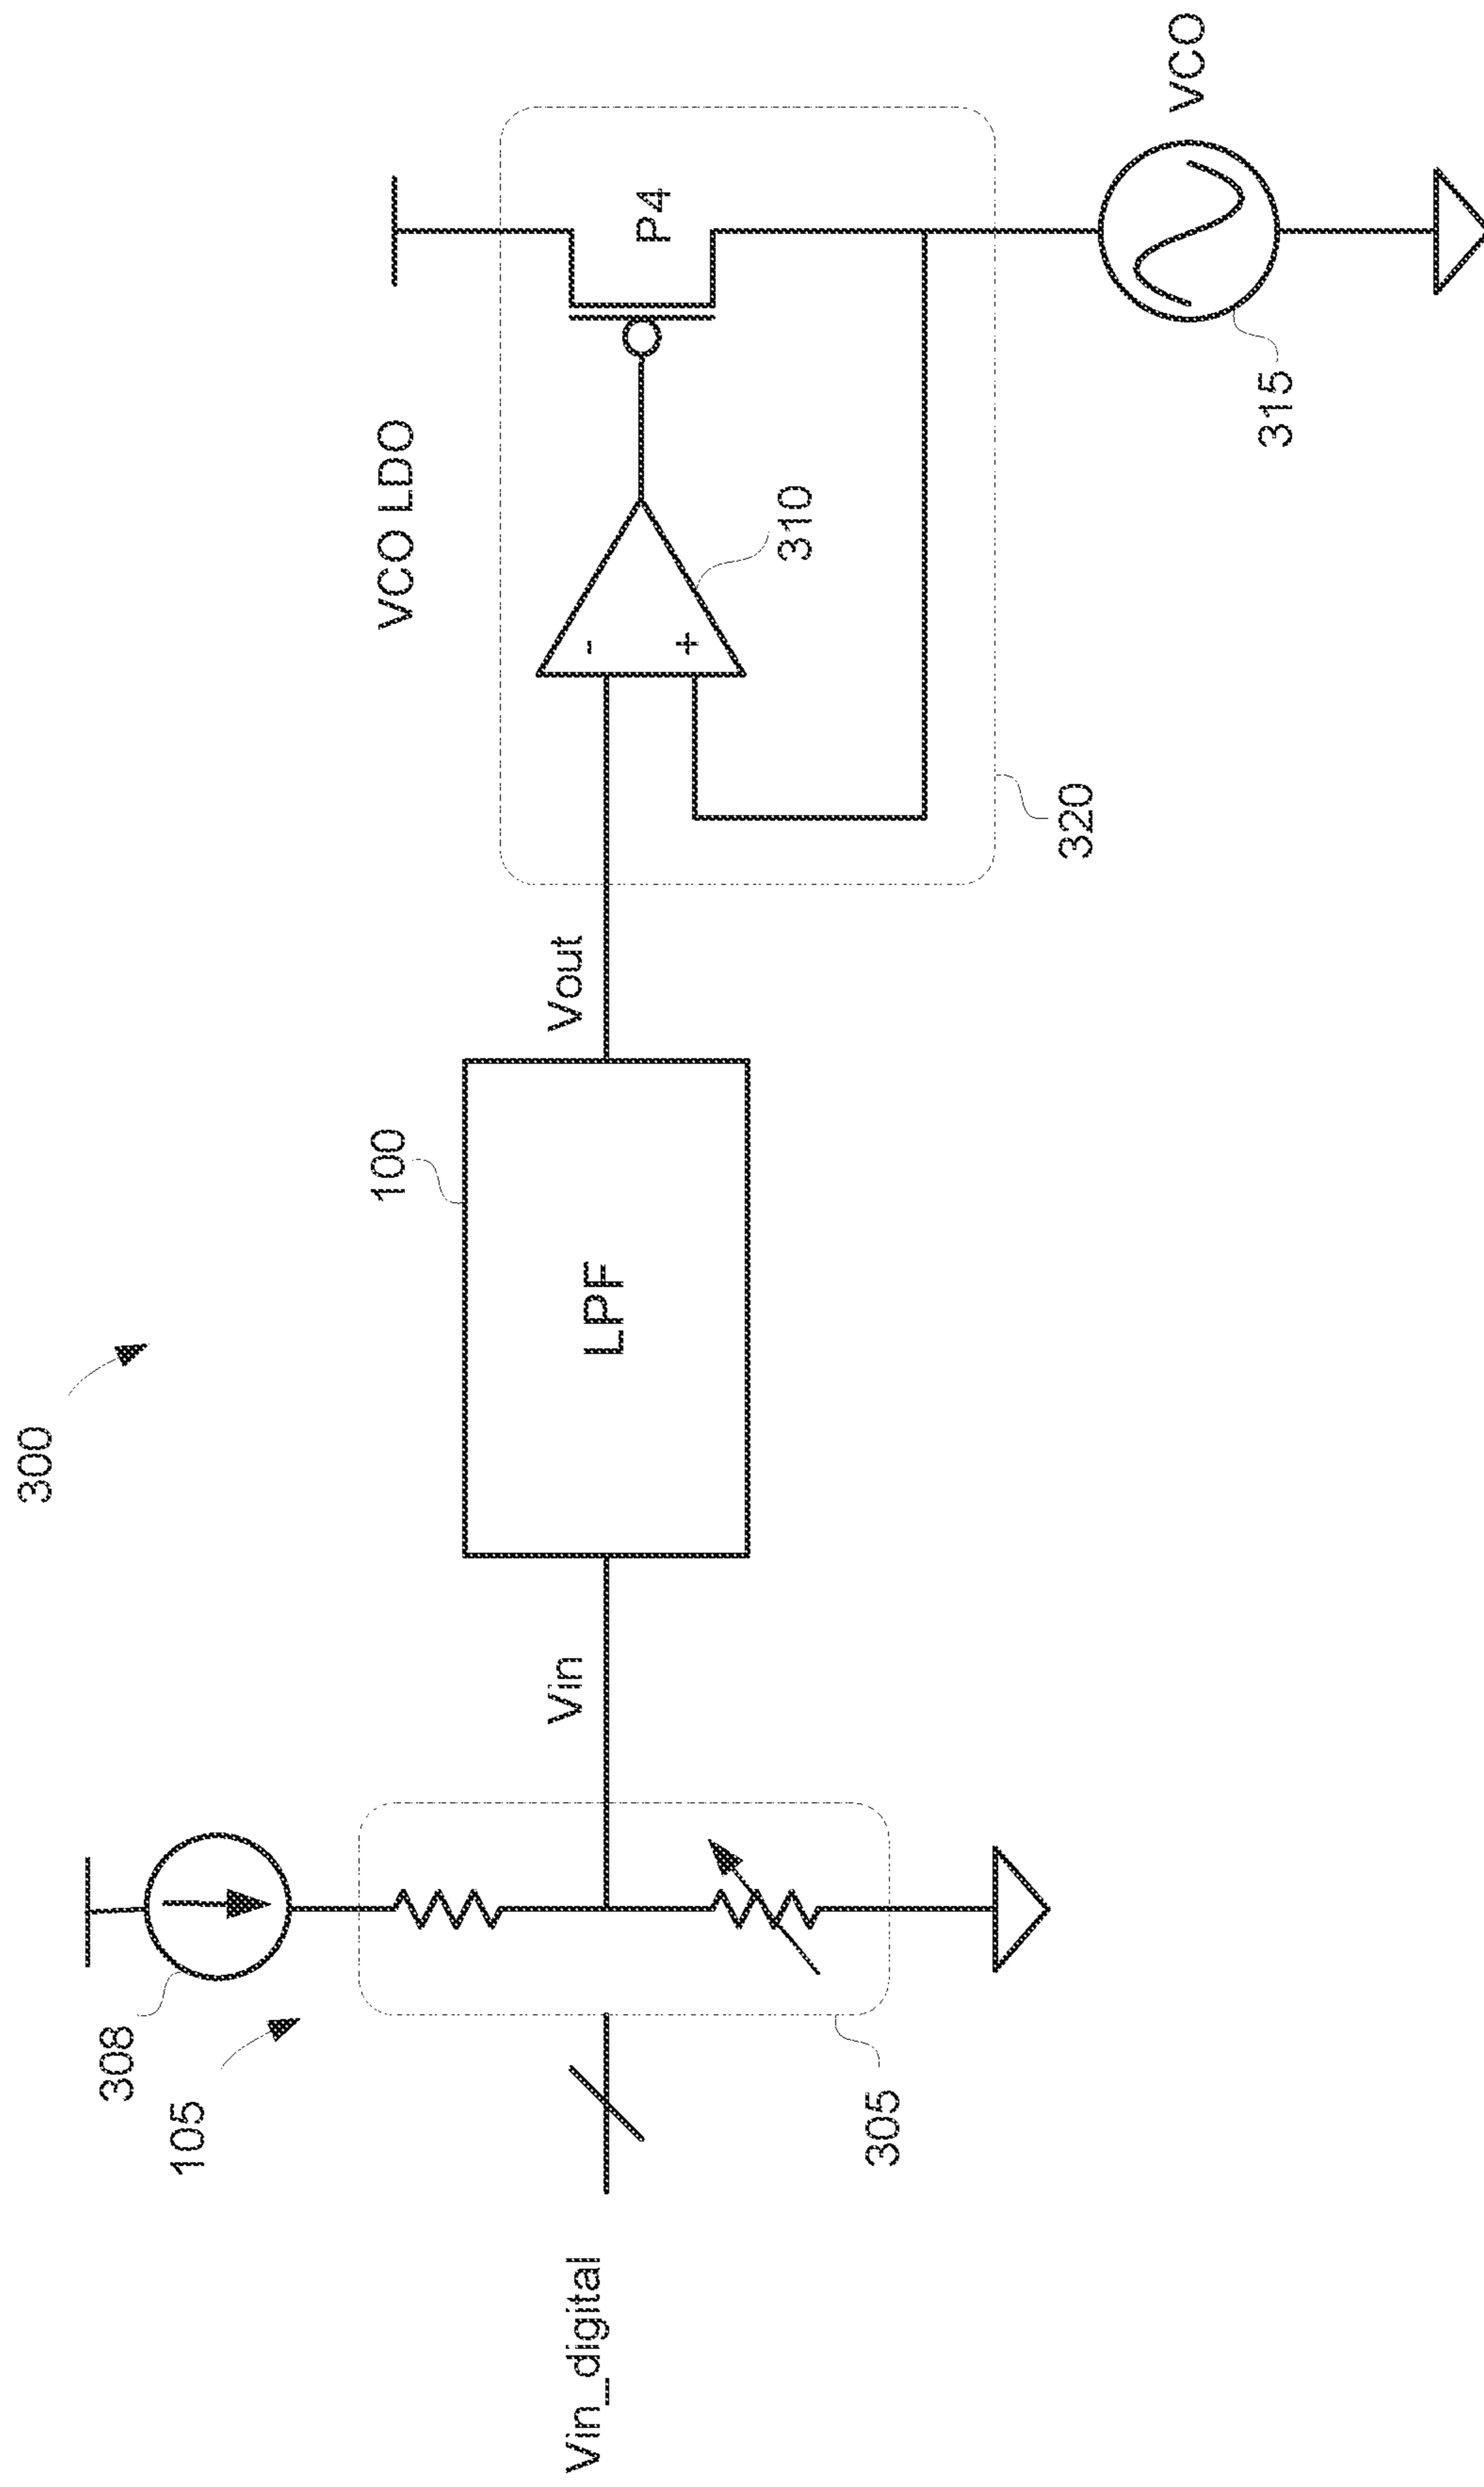 300
308
105
Vin_digital
305
Vin
100
LPF
Vout
VCO LDO
-
+
310
P4
320
315
VCO